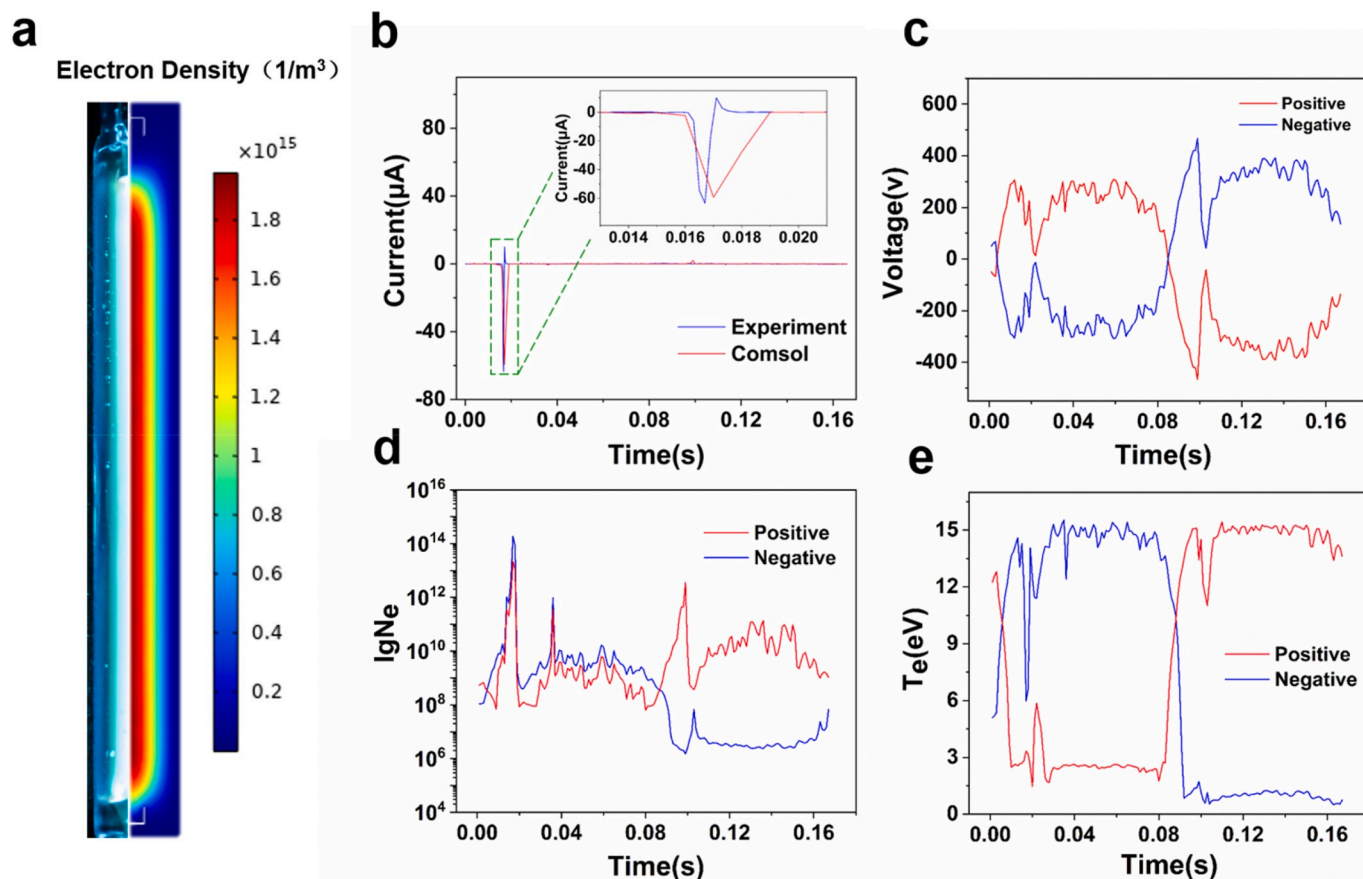 a
Electron Density（1/m³）
×10¹⁵
1.8
1.6
1.4
1.2
1
0.8
0.6
0.4
0.2
b
Current(μA)
80
40
0
-40
-80
0.00 0.04 0.08 0.12 0.16
Time(s)
Current(μA)
0
-20
-40
-60
0.014 0.016 0.018 0.020
Experiment
Comsol
c
Voltage(v)
600
400
200
0
-200
-400
0.00 0.04 0.08 0.12 0.16
Time(s)
Positive
Negative
d
lgNe
10¹⁶
10¹⁴
10¹²
10¹⁰
10⁸
10⁶
10⁴
0.00 0.04 0.08 0.12 0.16
Time(s)
Positive
Negative
e
Te(eV)
15
12
9
6
3
0
0.00 0.04 0.08 0.12 0.16
Time(s)
Positive
Negative